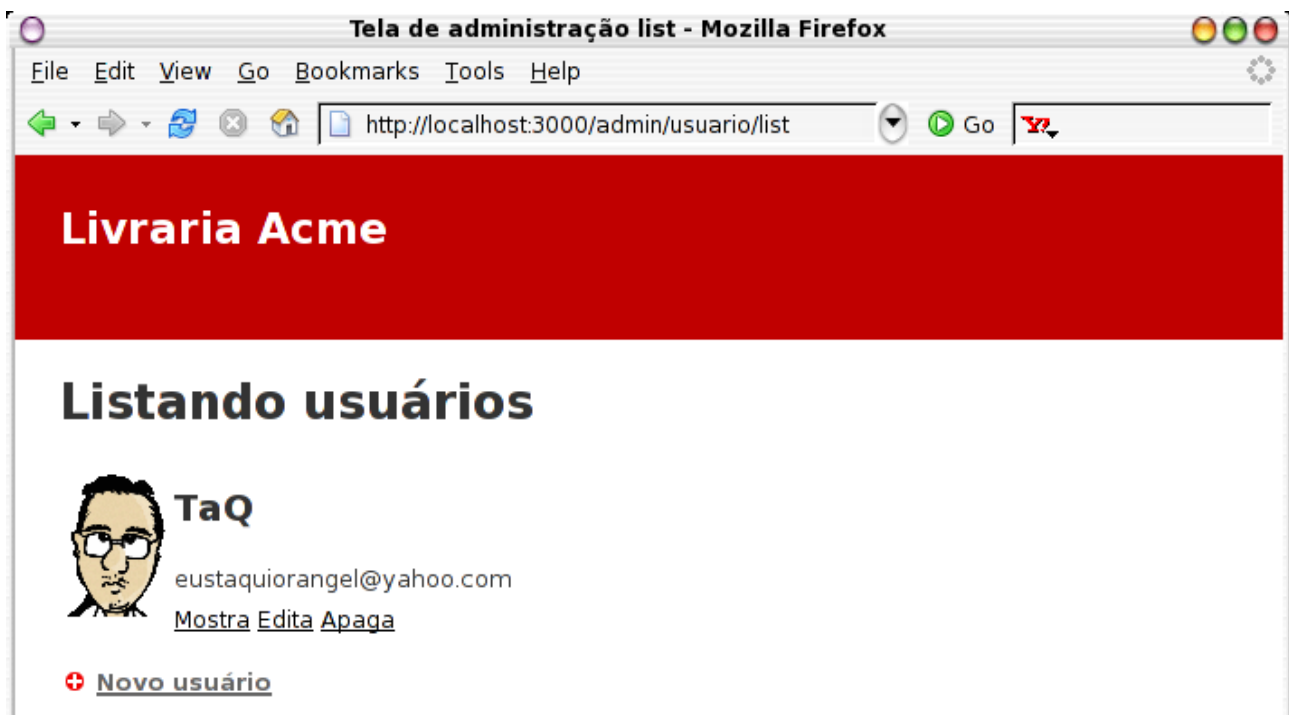 Tela de administração list - Mozilla Firefox
File Edit View Go Bookmarks Tools Help
http://localhost:3000/admin/usuario/list Go Y!
Livraria Acme
Listando usuários
TaQ
eustaquiorangel@yahoo.com
Mostra Edita Apaga
Novo usuário